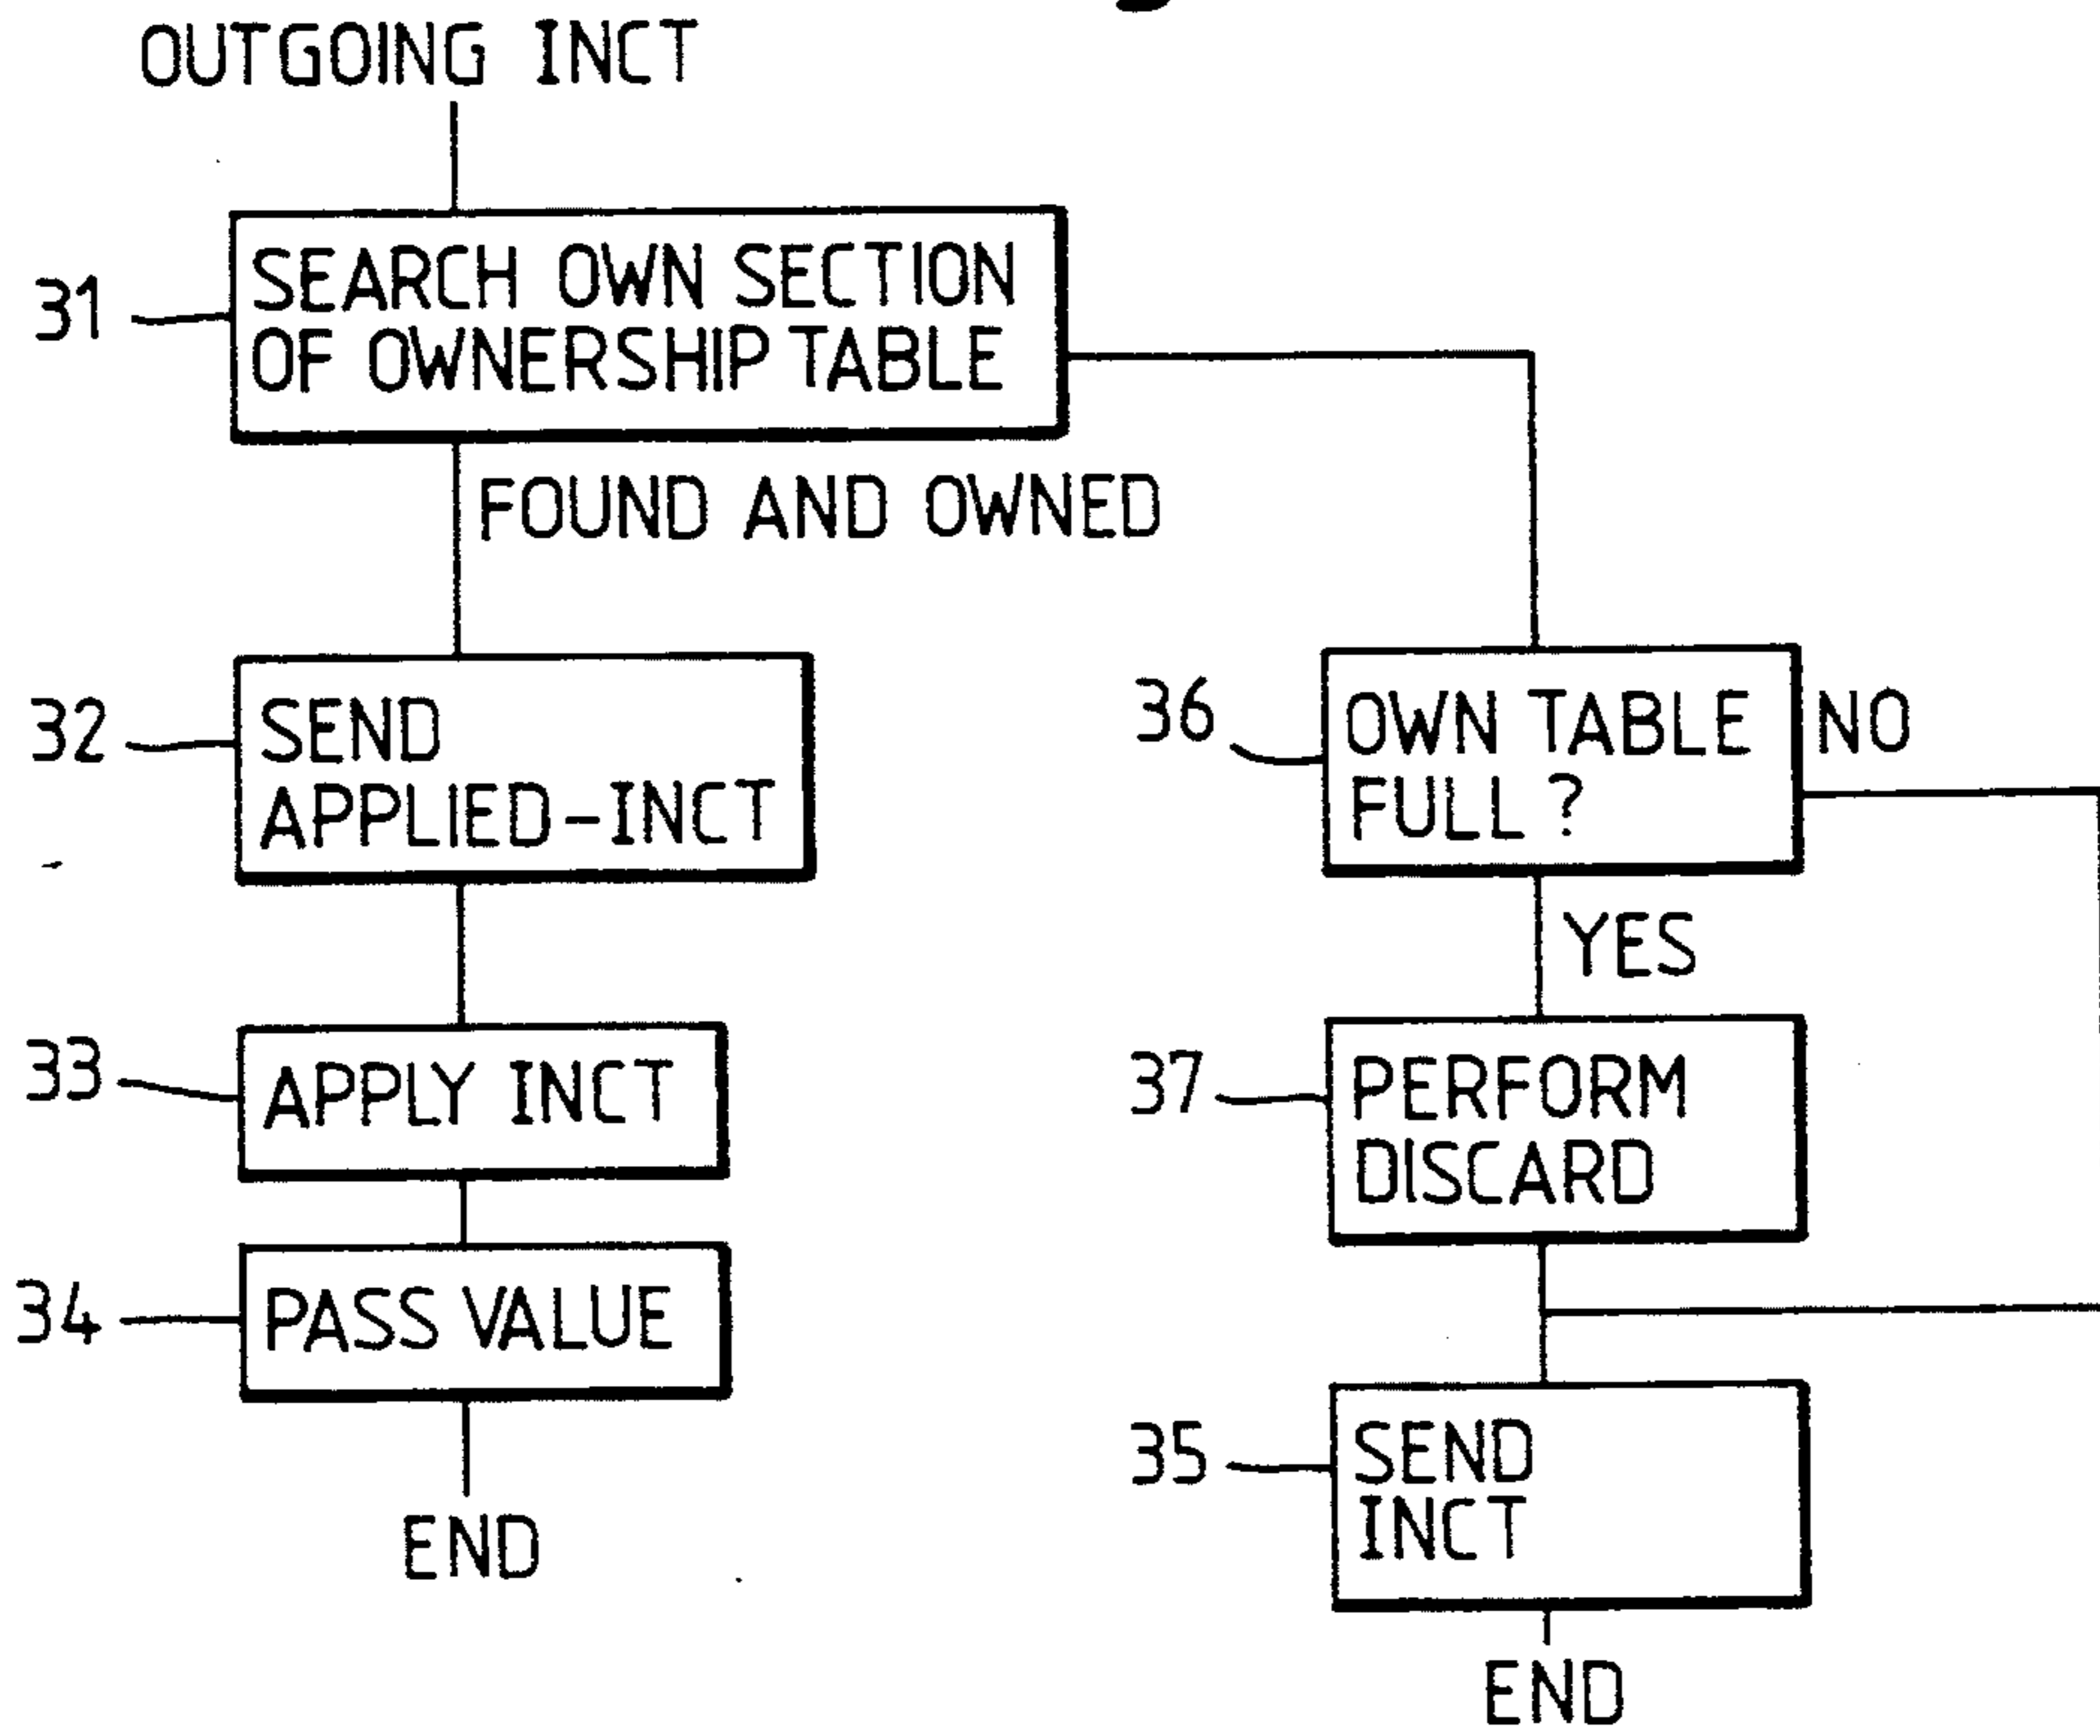 OUTGOING INCT
31
SEARCH OWN SECTION
OF OWNERSHIP TABLE
FOUND AND OWNED
32
SEND
APPLIED-INCT
33
APPLY INCT
34
PASS VALUE
END
36
OWN TABLE
FULL ?
NO
YES
37
PERFORM
DISCARD
35
SEND
INCT
END